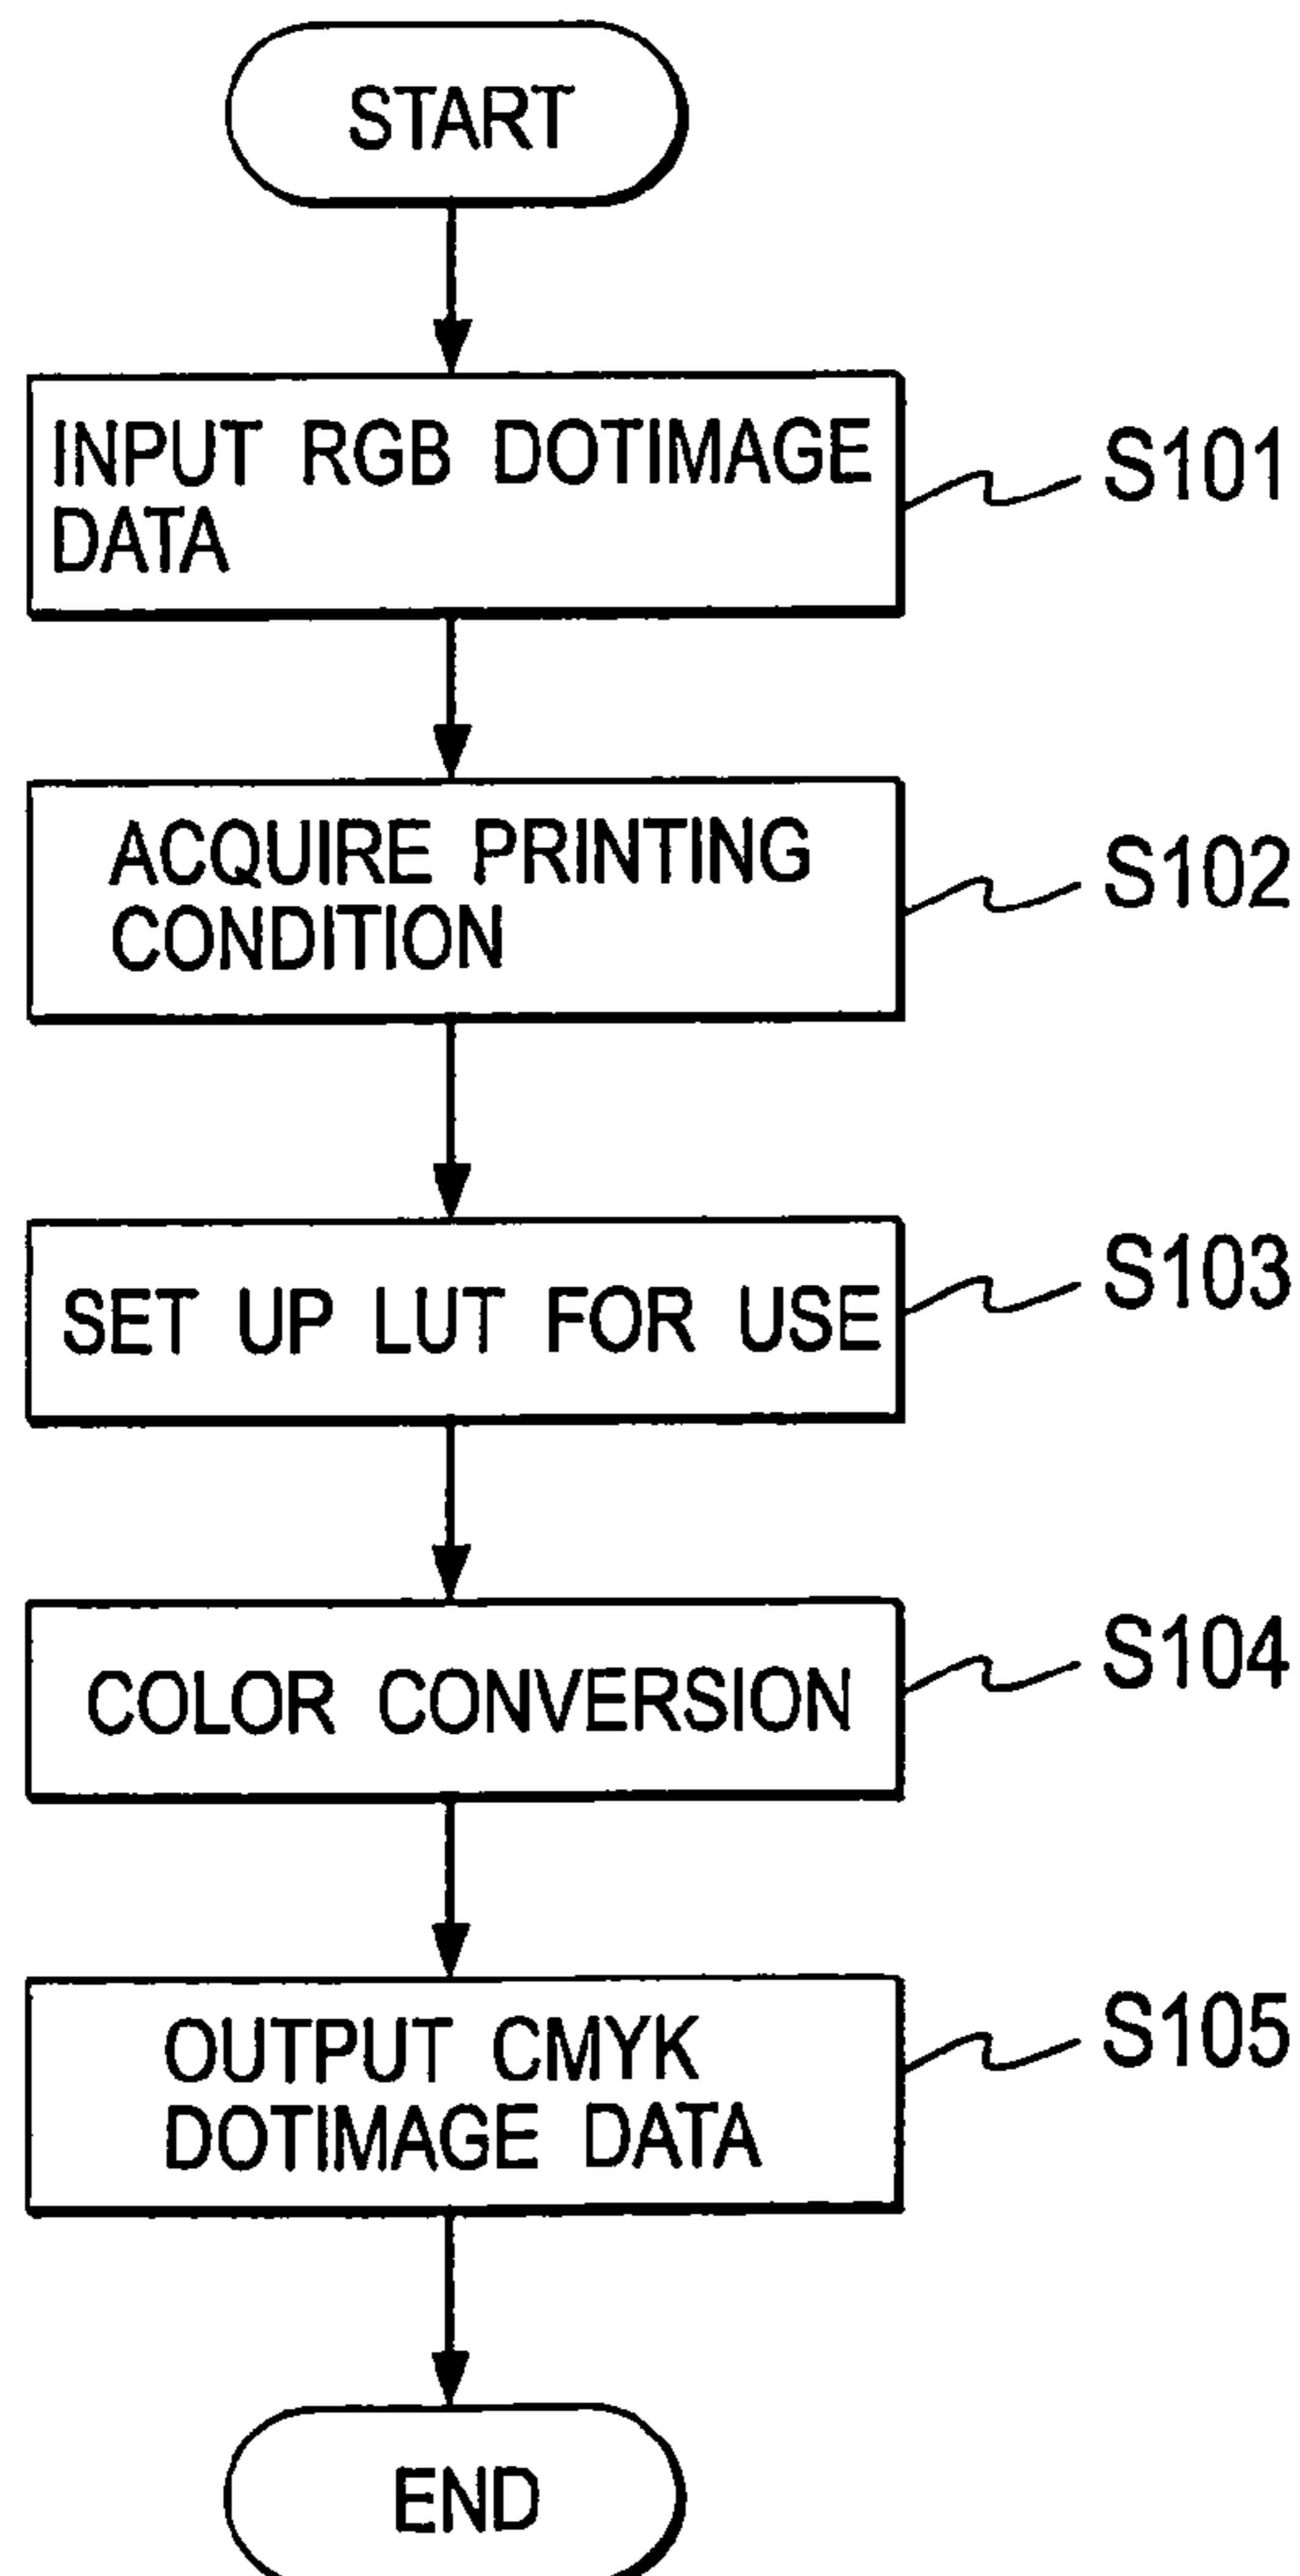 START
INPUT RGB DOTIMAGE
DATA
S101
ACQUIRE PRINTING
CONDITION
S102
SET UP LUT FOR USE
S103
COLOR CONVERSION
S104
OUTPUT CMYK
DOTIMAGE DATA
S105
END